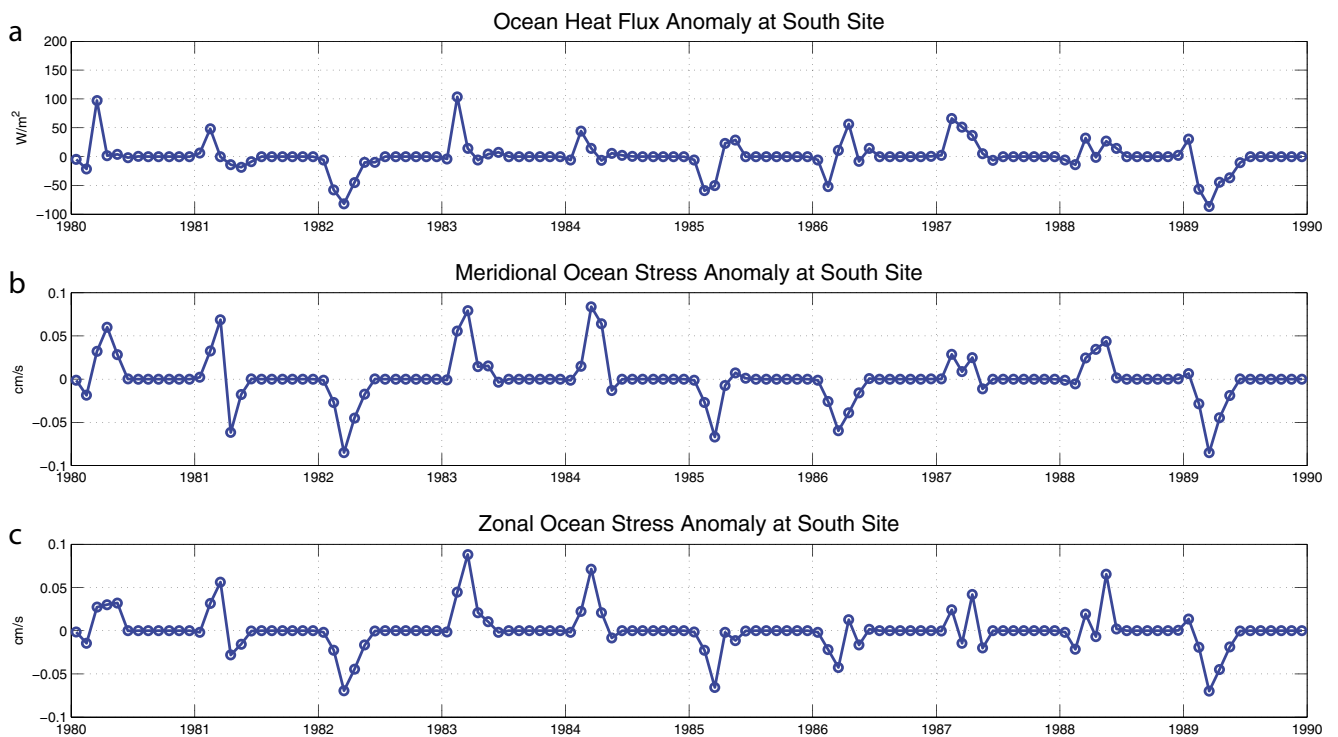 a
Ocean Heat Flux Anomaly at South Site
W/m²
200
150
100
50
0
−50
−100
1980 1981 1982 1983 1984 1985 1986 1987 1988 1989 1990
b
Meridional Ocean Stress Anomaly at South Site
cm/s
0.1
0.05
0
−0.05
−0.1
1980 1981 1982 1983 1984 1985 1986 1987 1988 1989 1990
c
Zonal Ocean Stress Anomaly at South Site
cm/s
0.1
0.05
0
−0.05
−0.1
1980 1981 1982 1983 1984 1985 1986 1987 1988 1989 1990